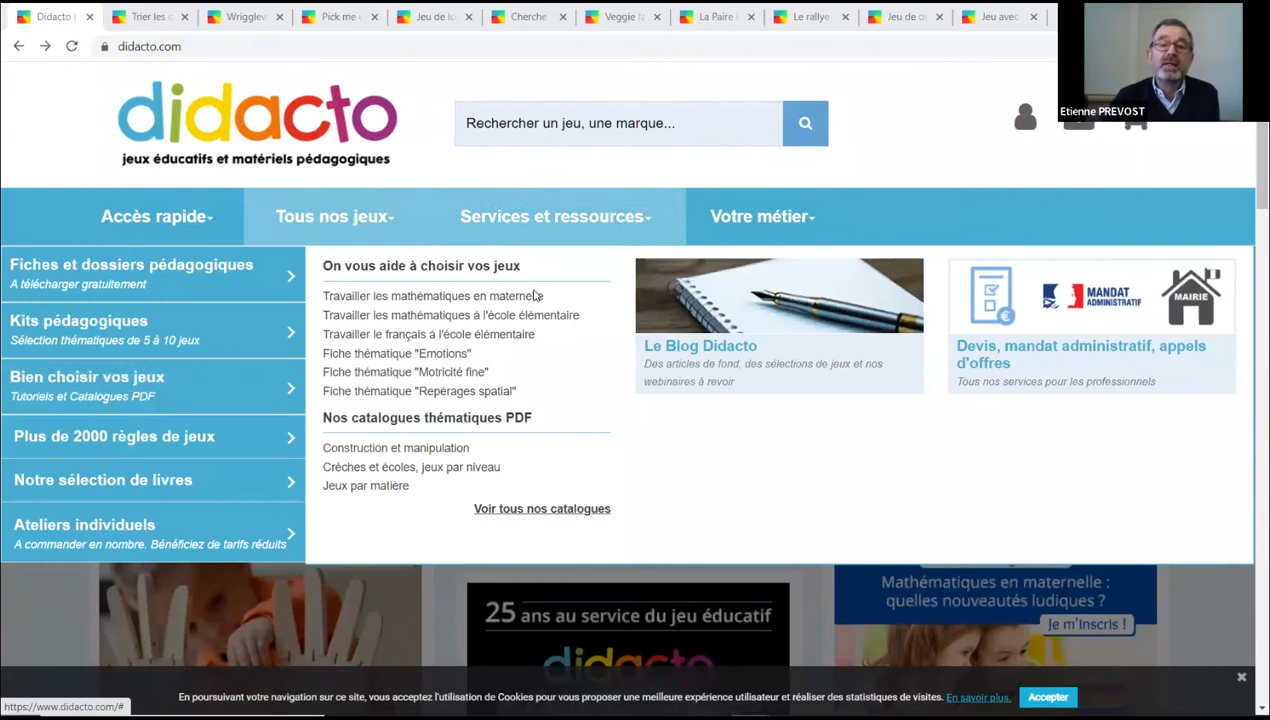 Didacto |
Trier les c
Wrigglew
Pick me u
Jeu de lo
Cherche
Veggie fa
La Paire
Le rallye
Jeu de de
Jeu avec
didacto.com
Etienne PREVOST
didacto
jeux éducatifs et matériels pédagogiques
Rechercher un jeu, une marque...
Accès rapide
Tous nos jeux
Services et ressources
Votre métier
Fiches et dossiers pédagogiques
A télécharger gratuitement
Kits pédagogiques
Sélection thématiques de 5 à 10 jeux
Bien choisir vos jeux
Tutoriels et Catalogues PDF
Plus de 2000 règles de jeux
Notre sélection de livres
Ateliers individuels
A commander en nombre. Bénéficiez de tarifs réduits
On vous aide à choisir vos jeux
Travailler les mathématiques en maternelle
Travailler les mathématiques à l'école élémentaire
Travailler le français à l'école élémentaire
Fiche thématique "Emotions"
Fiche thématique "Motricité fine"
Fiche thématique "Repérages spatial"
Nos catalogues thématiques PDF
Construction et manipulation
Crèches et écoles, jeux par niveau
Jeux par matière
Voir tous nos catalogues
Le Blog Didacto
Des articles de fond, des sélections de jeux et nos
webinaires à revoir
MANDAT
ADMINISTRATIF
MAIRIE
Devis, mandat administratif, appels
d'offres
Tous nos services pour les professionnels
25 ans au service du jeu éducatif
didacto
Mathématiques en maternelle :
quelles nouveautés ludiques ?
Je m'inscris !
En poursuivant votre navigation sur ce site, vous acceptez l'utilisation de Cookies pour vous proposer une meilleure expérience utilisateur et réaliser des statistiques de visites. En savoir plus.
Accepter
https://www.didacto.com/#